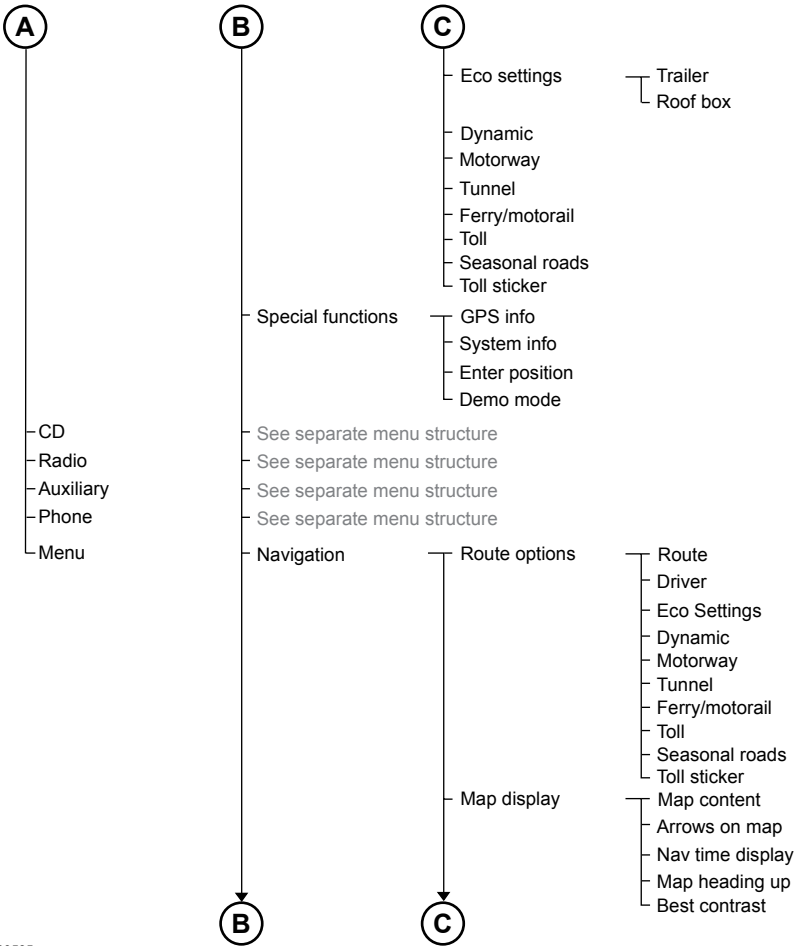 A
B
C
Eco settings
Trailer
Roof box
Dynamic
Motorway
Tunnel
Ferry/motorail
Toll
Seasonal roads
Toll sticker
Special functions
GPS info
System info
Enter position
Demo mode
CD
See separate menu structure
Radio
See separate menu structure
Auxiliary
See separate menu structure
Phone
See separate menu structure
Menu
Navigation
Route options
Route
Driver
Eco Settings
Dynamic
Motorway
Tunnel
Ferry/motorail
Toll
Seasonal roads
Toll sticker
Map display
Map content
Arrows on map
Nav time display
Map heading up
Best contrast
B
C